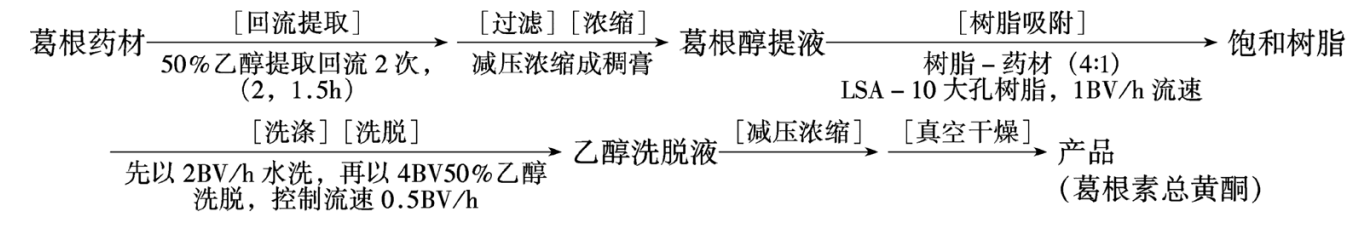 [回流提取]
[过滤] [浓缩]
[树脂吸附]
葛根药材
葛根醇提液
饱和树脂
50%乙醇提取回流2次，
(2，1.5h)
减压浓缩成稠膏
树脂-药材 (4:1)
LSA-10大孔树脂，1BV/h流速
[洗涤] [洗脱]
[减压浓缩]
[真空干燥]
先以2BV/h水洗，再以4BV50%乙醇
洗脱，控制流速0.5BV/h
乙醇洗脱液
产品
(葛根素总黄酮)